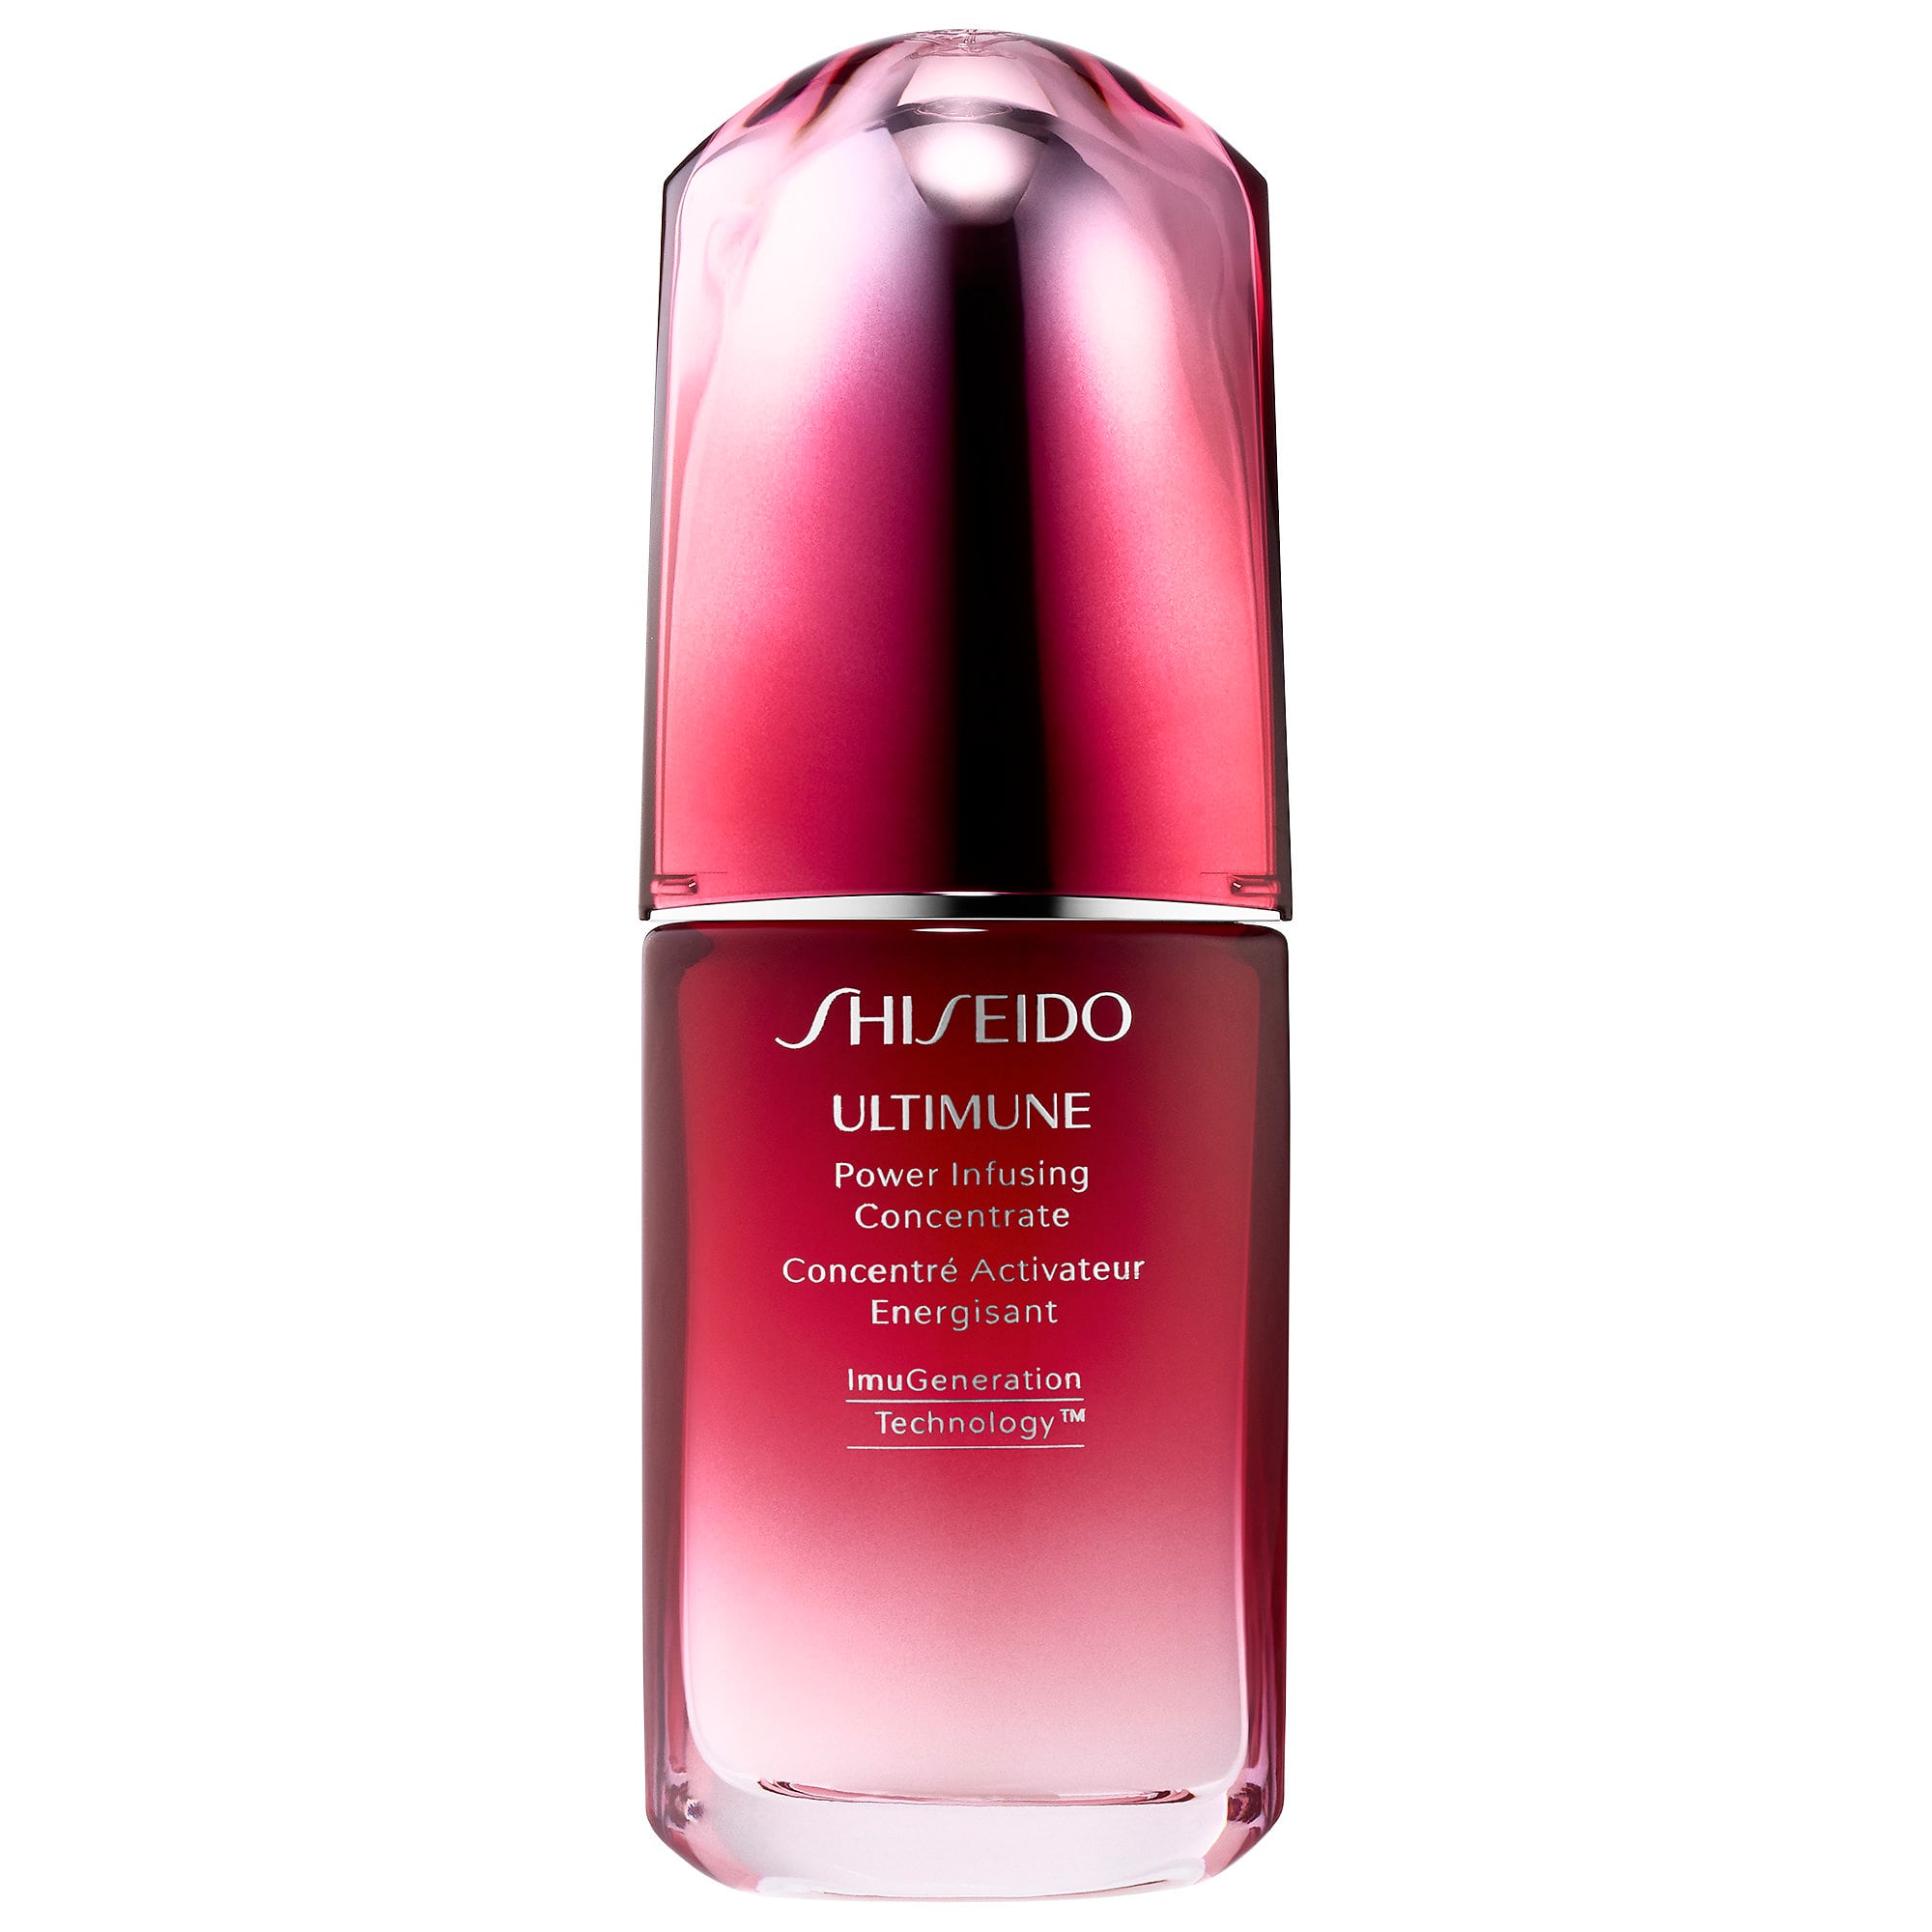 SHISEIDO
ULTIMUNE
Power Infusing
Concentrate
Concentré Activateur
Energisant
ImuGeneration
Technology™